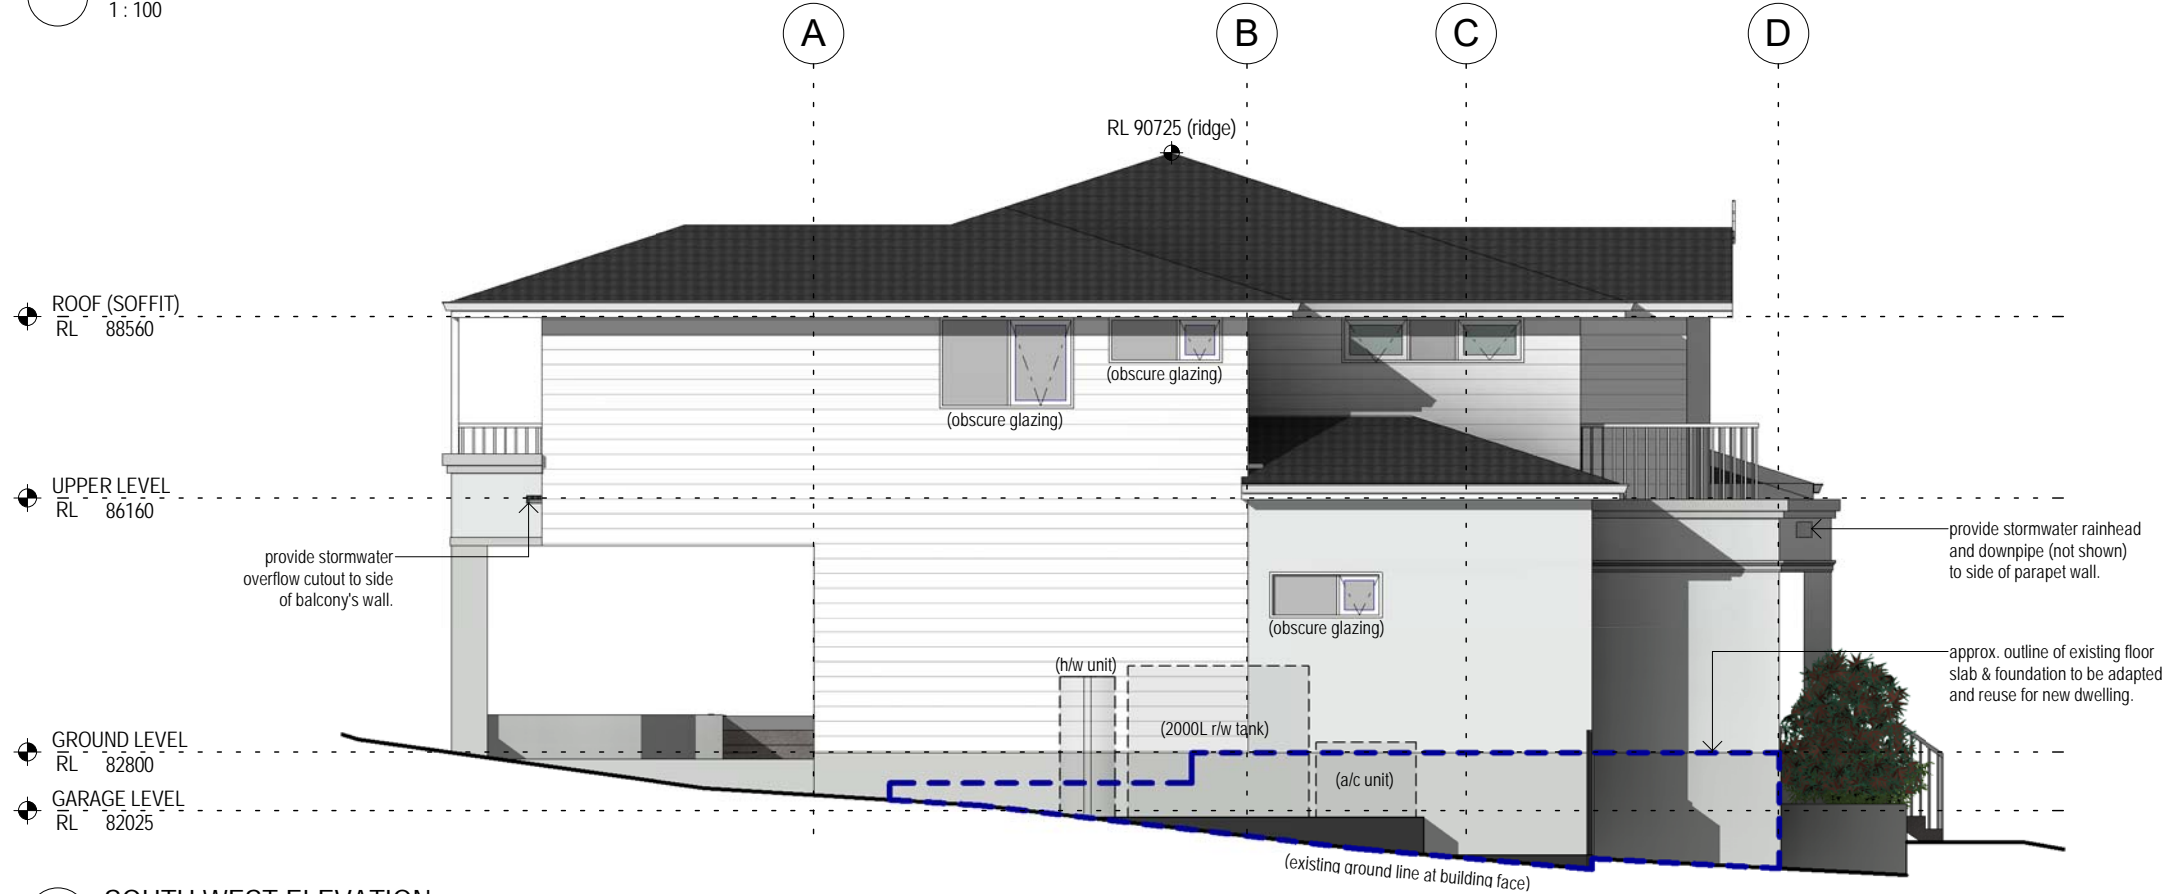 1 : 100
A
B
C
D
RL 90725 (ridge)
ROOF (SOFFIT)
RL 88560
(obscure glazing)
(obscure glazing)
UPPER LEVEL
RL 86160
provide stormwater
overflow cutout to side
of balcony's wall.
provide stormwater rainhead
and downpipe (not shown)
to side of parapet wall.
(obscure glazing)
approx. outline of existing floor
slab & foundation to be adapted
and reuse for new dwelling.
(h/w unit)
(2000L r/w tank)
(a/c unit)
GROUND LEVEL
RL 82800
GARAGE LEVEL
RL 82025
(existing ground line at building face)
SOUTH WEST ELEVATION